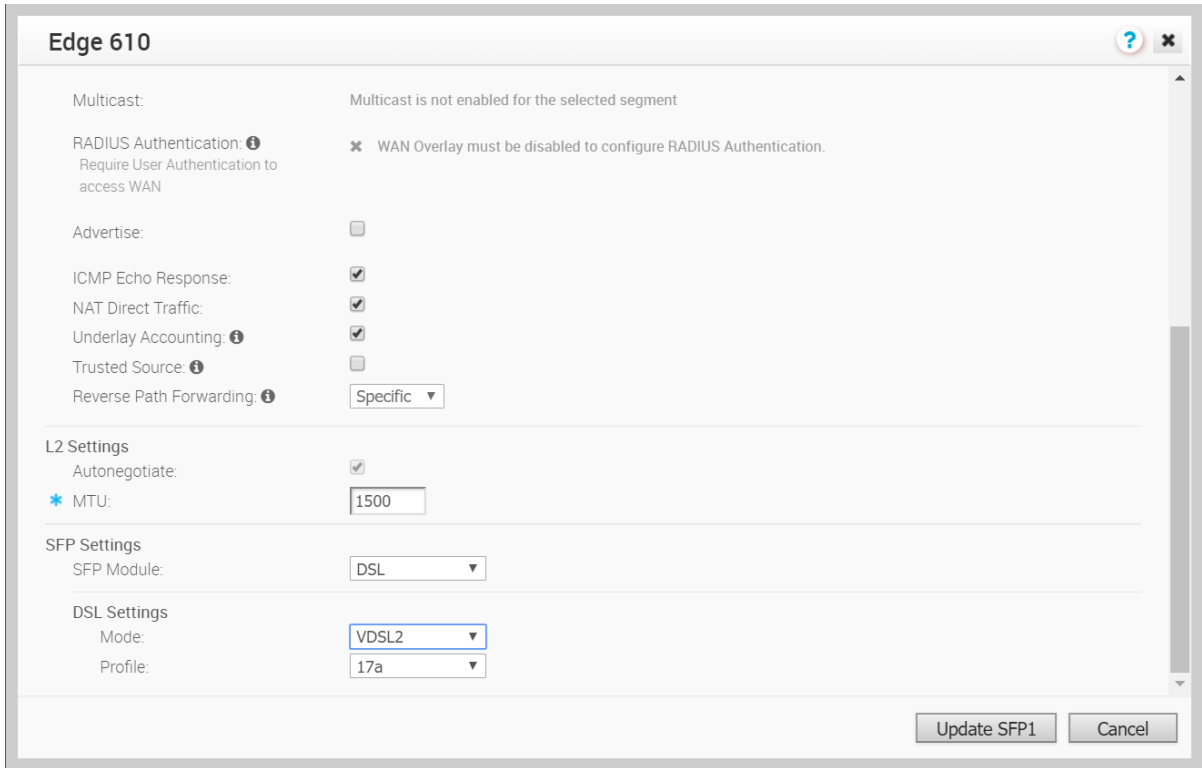 Edge 610
Multicast: Multicast is not enabled for the selected segment
RADIUS Authentication: WAN Overlay must be disabled to configure RADIUS Authentication.
Require User Authentication to
access WAN
Advertise:
ICMP Echo Response:
NAT Direct Traffic:
Underlay Accounting:
Trusted Source:
Reverse Path Forwarding: Specific
L2 Settings
Autonegotiate:
* MTU: 1500
SFP Settings
SFP Module: DSL
DSL Settings
Mode: VDSL2
Profile: 17a
Update SFP1 Cancel